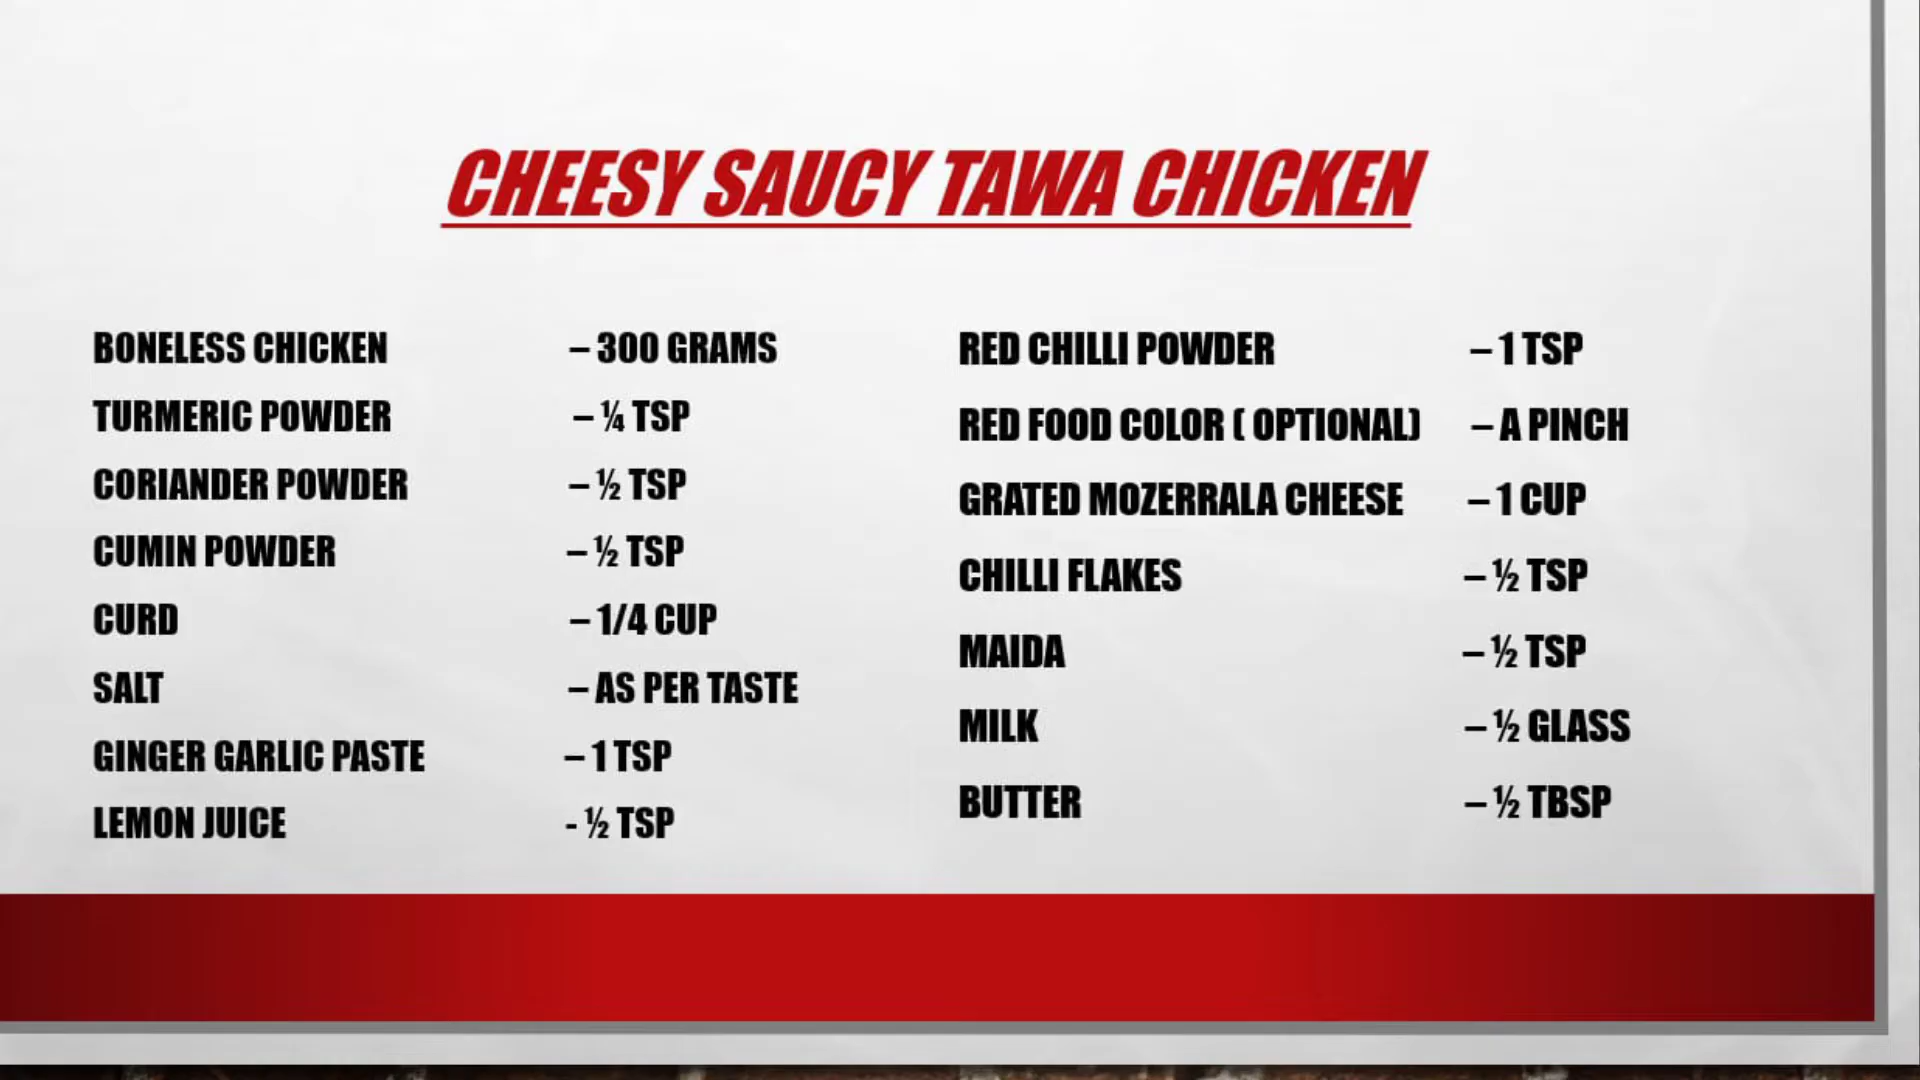 CHEESY SAUCY TAWA CHICKEN
BONELESS CHICKEN – 300 GRAMS
TURMERIC POWDER – ¼ TSP
CORIANDER POWDER – ½ TSP
CUMIN POWDER – ½ TSP
CURD – 1/4 CUP
SALT – AS PER TASTE
GINGER GARLIC PASTE – 1 TSP
LEMON JUICE - ½ TSP
RED CHILLI POWDER – 1 TSP
RED FOOD COLOR ( OPTIONAL) – A PINCH
GRATED MOZERRALA CHEESE – 1 CUP
CHILLI FLAKES – ½ TSP
MAIDA – ½ TSP
MILK – ½ GLASS
BUTTER – ½ TBSP